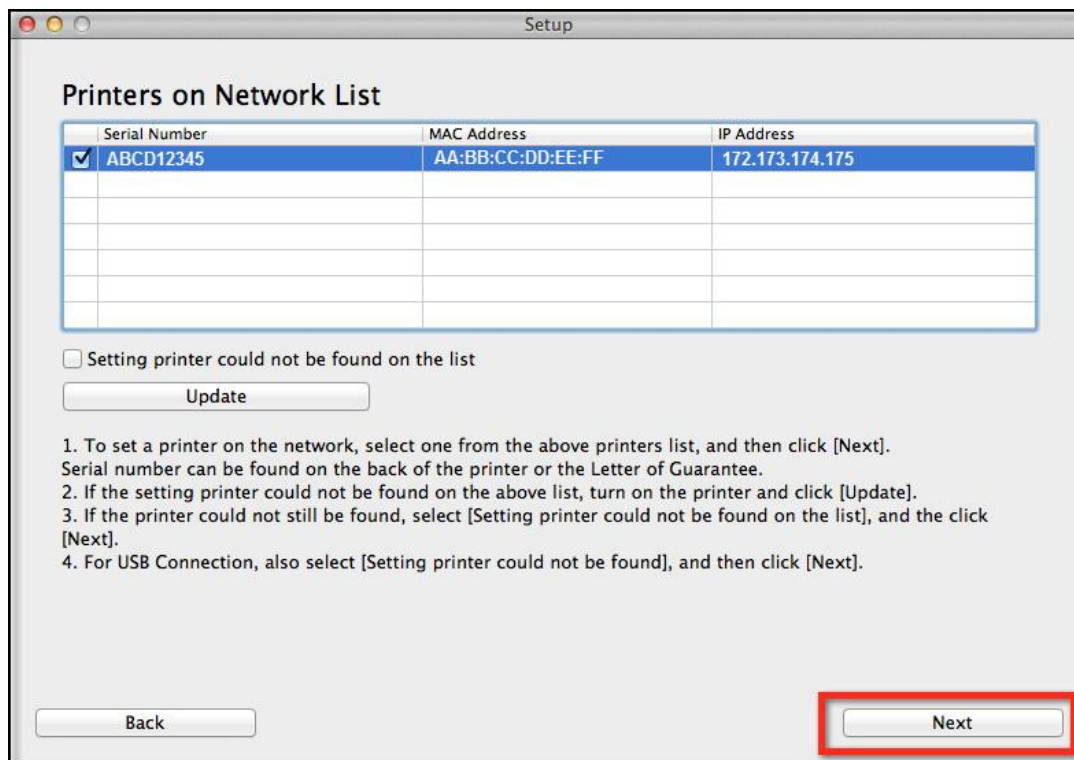 Setup
Printers on Network List
Serial Number MAC Address IP Address
ABCD12345 AA:BB:CC:DD:EE:FF 172.173.174.175
Setting printer could not be found on the list
Update
1. To set a printer on the network, select one from the above printers list, and then click [Next].
Serial number can be found on the back of the printer or the Letter of Guarantee.
2. If the setting printer could not be found on the above list, turn on the printer and click [Update].
3. If the printer could not still be found, select [Setting printer could not be found on the list], and the click
[Next].
4. For USB Connection, also select [Setting printer could not be found], and then click [Next].
Back Next